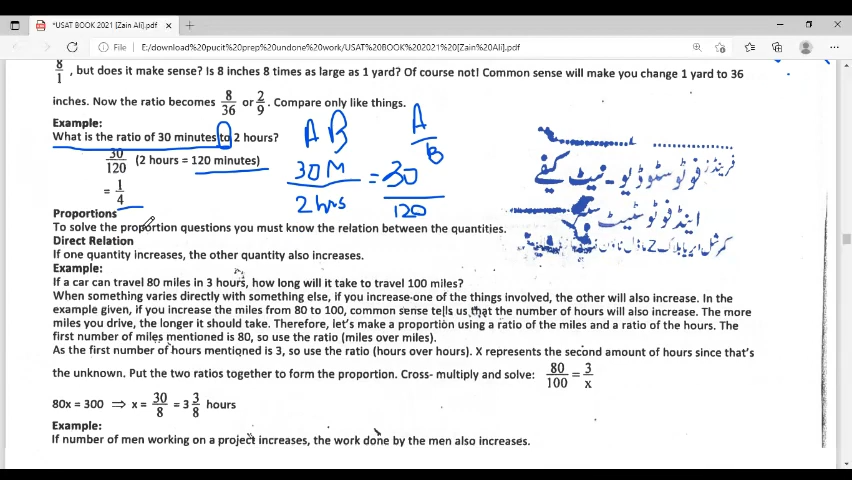 *USAT BOOK 2021 [Zain Ali].pdf
File E:/download%20pucit%20prep%20undone%20work/USAT%20BOOK%202021%20[Zain%20Ali].pdf
8/1, but does it make sense? Is 8 inches 8 times as large as 1 yard? Of course not! Common sense will make you change 1 yard to 36
inches. Now the ratio becomes 8/36 or 2/9. Compare only like things.
Example:
What is the ratio of 30 minutes to 2 hours?
30/120 (2 hours = 120 minutes)
= 1/4
A B
A/B
30 M / 2 hrs = 30/120
فرینڈز فوٹو سٹوڈیو - نیٹ کیفے
اینڈ فوٹو سٹیٹ
Proportions
To solve the proportion questions you must know the relation between the quantities.
Direct Relation
If one quantity increases, the other quantity also increases.
Example:
If a car can travel 80 miles in 3 hours, how long will it take to travel 100 miles?
When something varies directly with something else, if you increase one of the things involved, the other will also increase. In the
example given, if you increase the miles from 80 to 100, common sense tells us that the number of hours will also increase. The more
miles you drive, the longer it should take. Therefore, let's make a proportion using a ratio of the miles and a ratio of the hours. The
first number of miles mentioned is 80, so use the ratio (miles over miles).
As the first number of hours mentioned is 3, so use the ratio (hours over hours). X represents the second amount of hours since that's
the unknown. Put the two ratios together to form the proportion. Cross- multiply and solve: 80/100 = 3/x
80x = 300 ⇒ x = 30/8 = 3 3/8 hours
Example:
If number of men working on a project increases, the work done by the men also increases.